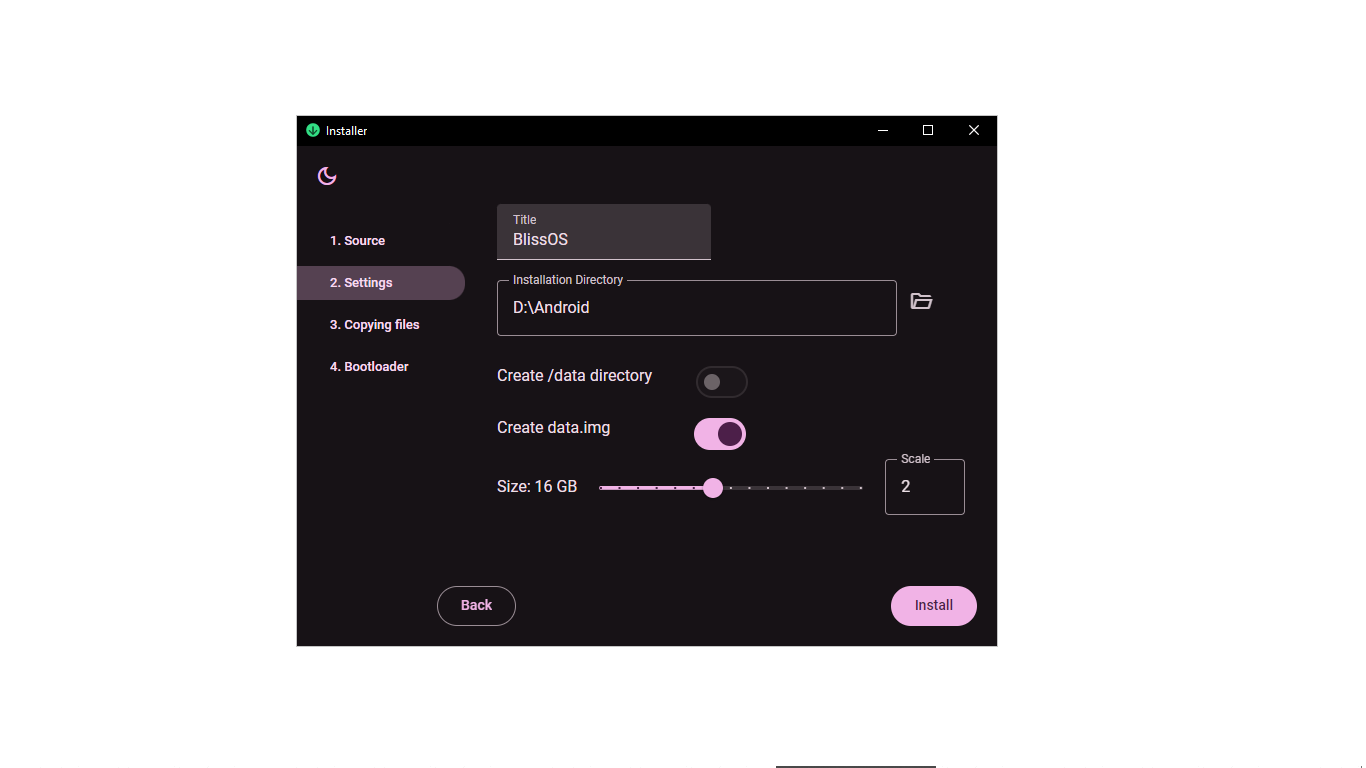 Installer
1. Source
2. Settings
3. Copying files
4. Bootloader
Title
BlissOS
Installation Directory
D:\Android
Create /data directory
Create data.img
Size: 16 GB
Scale
2
Back
Install